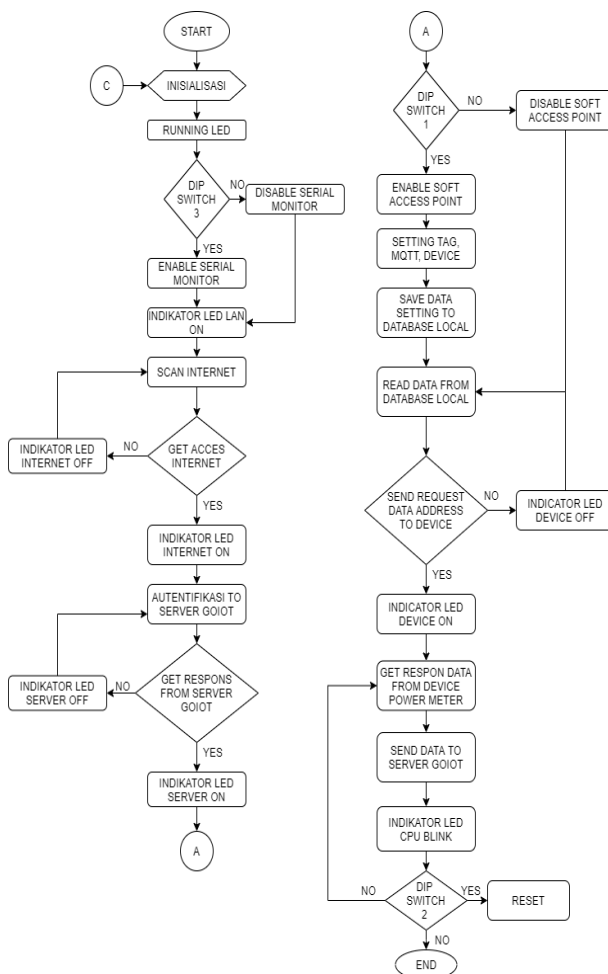 START
C
INISIALISASI
RUNNING LED
DIP
SWITCH
3
NO
DISABLE SERIAL
MONITOR
YES
ENABLE SERIAL
MONITOR
INDIKATOR LED LAN
ON
SCAN INTERNET
GET ACCES
INTERNET
NO
INDIKATOR LED
INTERNET OFF
YES
INDIKATOR LED
INTERNET ON
AUTENTIFIKASI TO
SERVER GOIOT
GET RESPONS
FROM SERVER
GOIOT
NO
INDIKATOR LED
SERVER OFF
YES
INDIKATOR LED
SERVER ON
A
A
DIP
SWITCH
1
NO
DISABLE SOFT
ACCESS POINT
YES
ENABLE SOFT
ACCESS POINT
SETTING TAG,
MQTT, DEVICE
SAVE DATA
SETTING TO
DATABASE LOCAL
READ DATA FROM
DATABASE LOCAL
SEND REQUEST
DATA ADDRESS
TO DEVICE
NO
INDICATOR LED
DEVICE OFF
YES
INDICATOR LED
DEVICE ON
GET RESPON DATA
FROM DEVICE
POWER METER
SEND DATA TO
SERVER GOIOT
INDIKATOR LED
CPU BLINK
NO
DIP
SWITCH
2
YES
RESET
NO
END